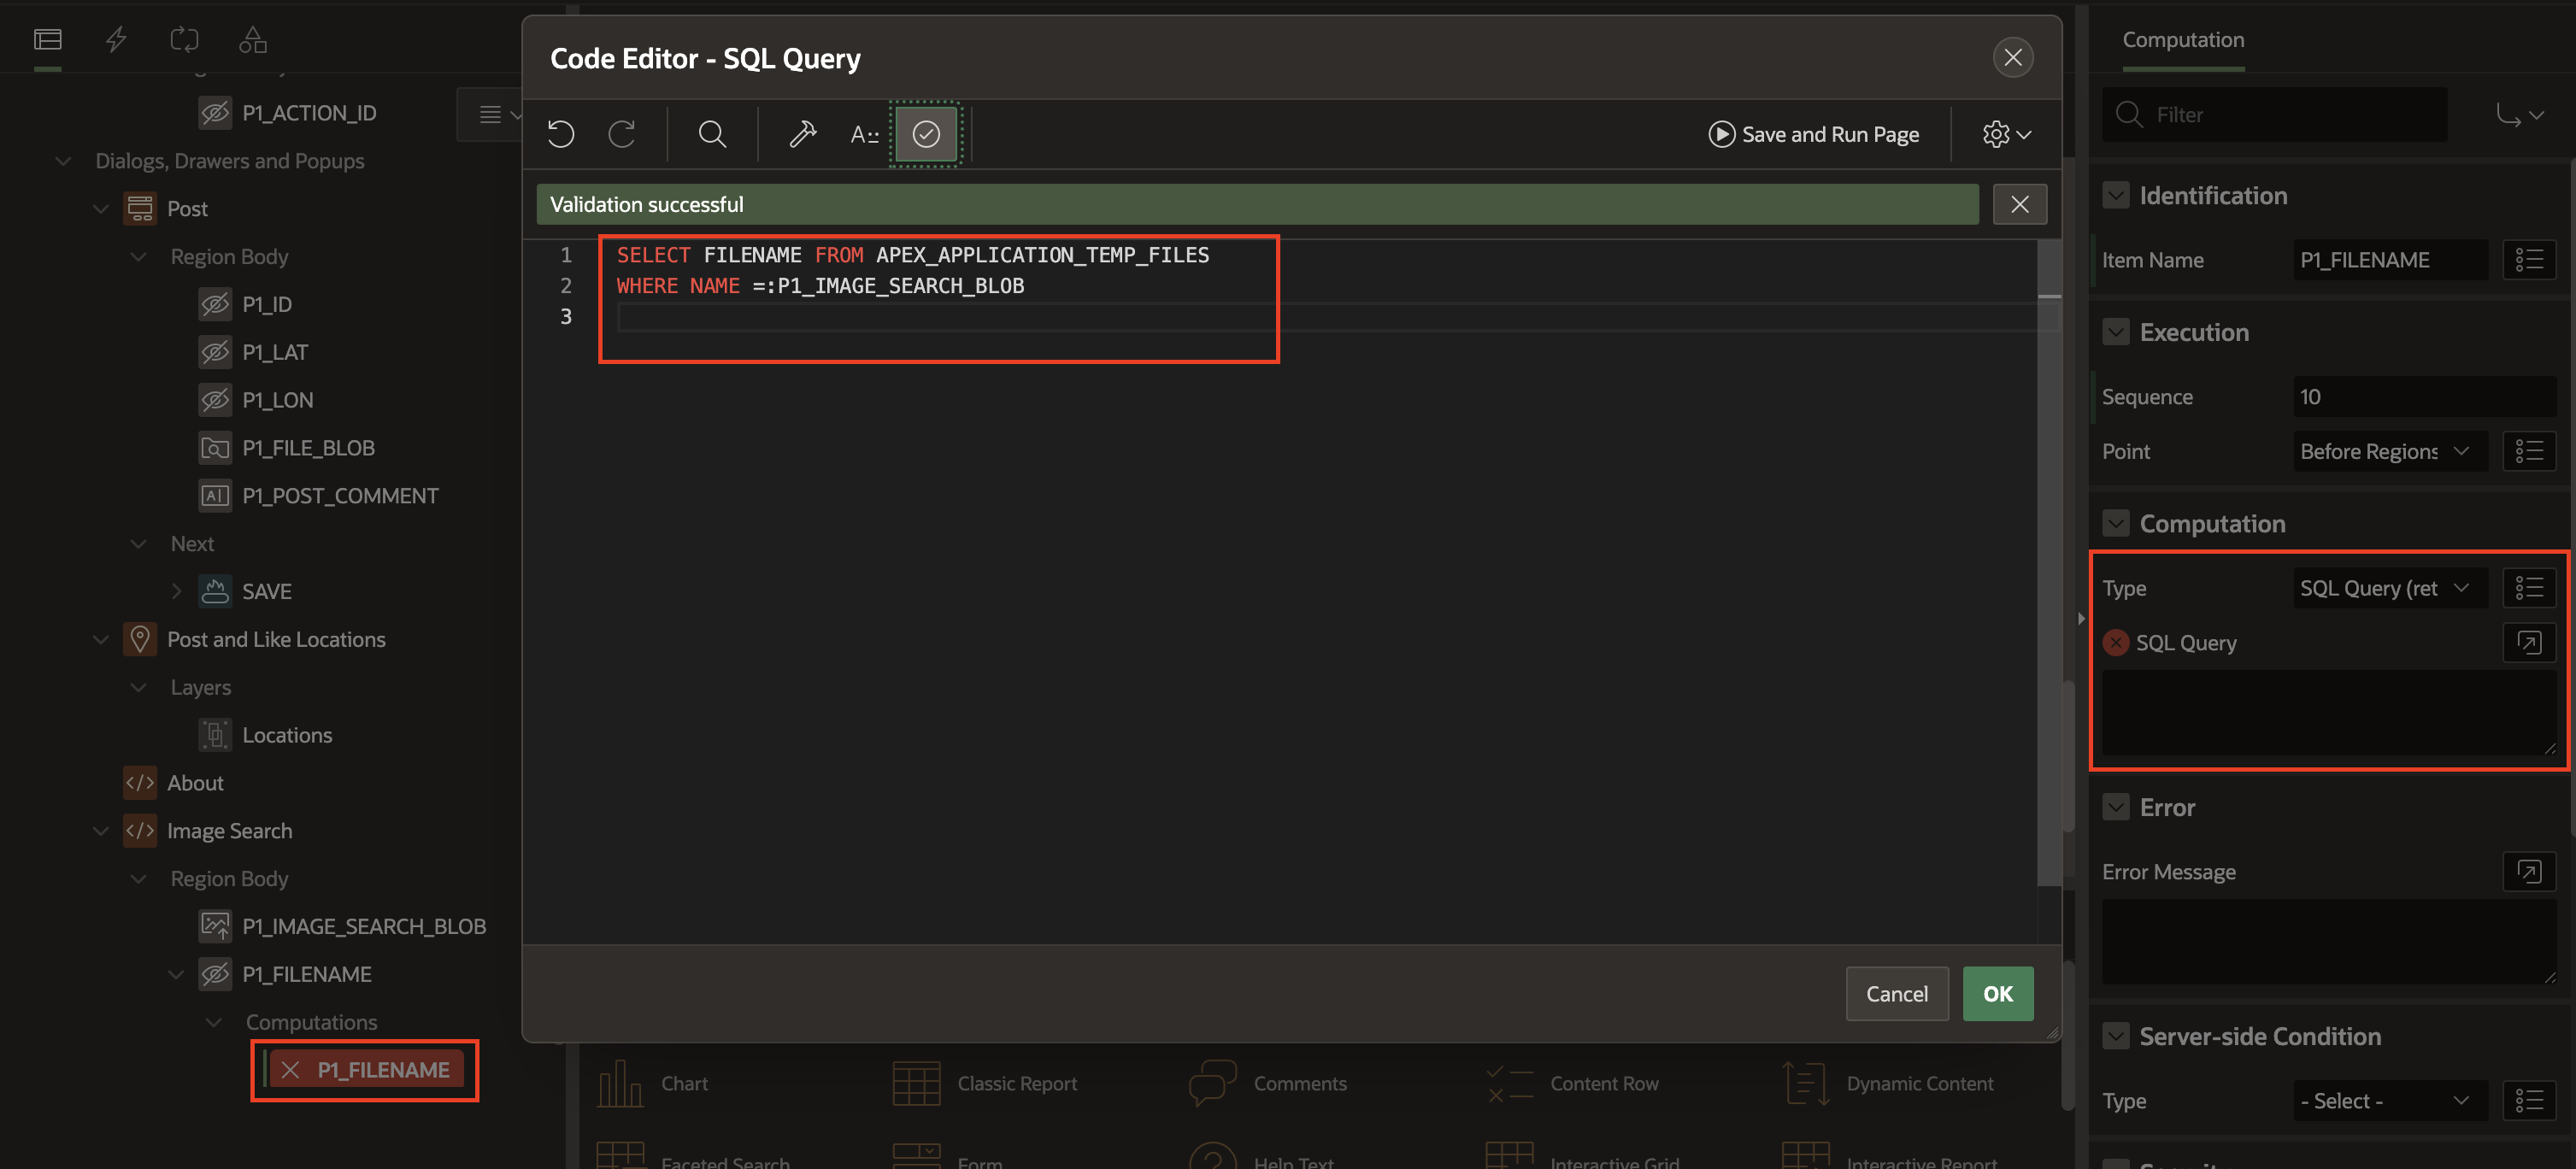 P1_ACTION_ID
Dialogs, Drawers and Popups
Post
Region Body
P1_ID
P1_LAT
P1_LON
P1_FILE_BLOB
P1_POST_COMMENT
Next
SAVE
Post and Like Locations
Layers
Locations
About
Image Search
Region Body
P1_IMAGE_SEARCH_BLOB
P1_FILENAME
Computations
P1_FILENAME
Code Editor - SQL Query
A::
Save and Run Page
Validation successful
1 SELECT FILENAME FROM APEX_APPLICATION_TEMP_FILES
2 WHERE NAME =:P1_IMAGE_SEARCH_BLOB
3
Cancel
OK
Chart
Classic Report
Comments
Content Row
Dynamic Content
Faceted Search
Form
Help Text
Interactive Grid
Interactive Report
Computation
Filter
Identification
Item Name P1_FILENAME
Execution
Sequence 10
Point Before Regions
Computation
Type SQL Query (ret
SQL Query
Error
Error Message
Server-side Condition
Type - Select -